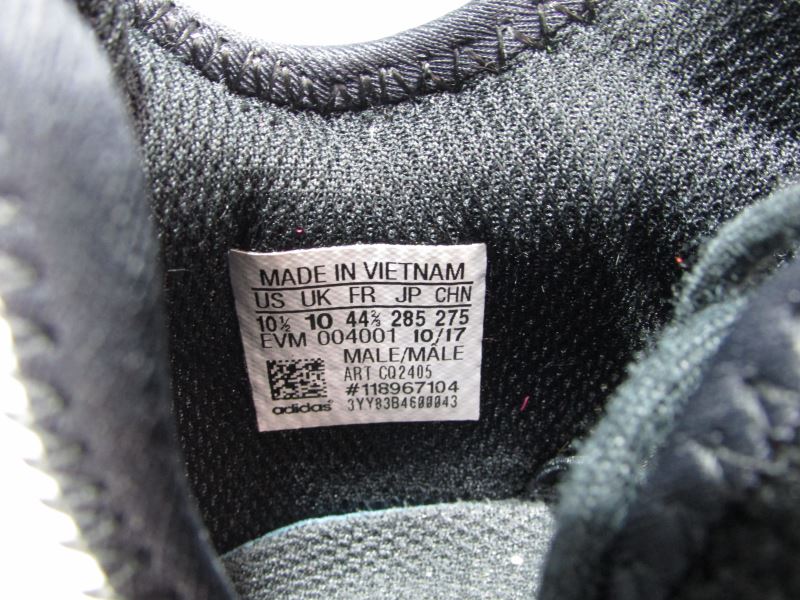 MADE IN VIETNAM
US UK FR JP CHN
10½ 10 44⅔ 285 275
EVM 004001 10/17
MALE/MÂLE
ART CQ2405
#118967104
adidas 3YY83B4600043